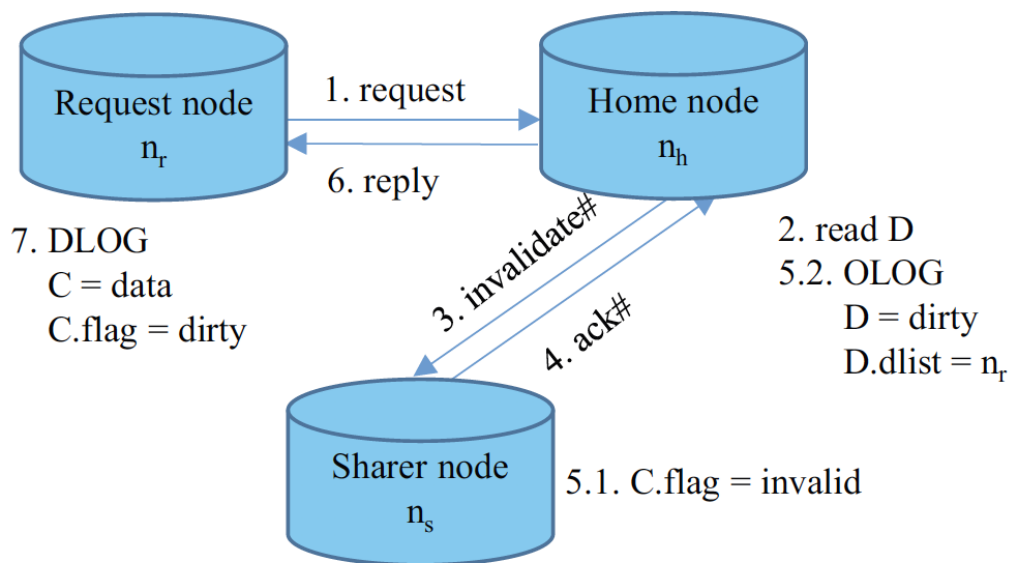 Request node
n_r
1. request
6. reply
Home node
n_h
7. DLOG
C = data
C.flag = dirty
3. invalidate#
4. ack#
2. read D
5.2. OLOG
D = dirty
D.dlist = n_r
Sharer node
n_s
5.1. C.flag = invalid